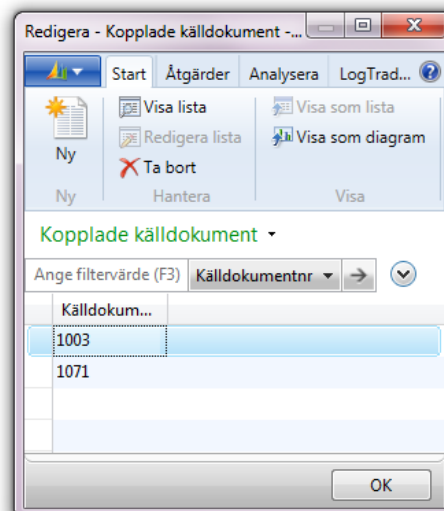 Redigera - Kopplade källdokument -...
Start Åtgärder Analysera LogTrad...
Ny
Visa lista
Redigera lista
Ta bort
Visa som lista
Visa som diagram
Ny Hantera Visa
Kopplade källdokument
Ange filtervärde (F3) Källdokumentnr
Källdokum...
1003
1071
OK